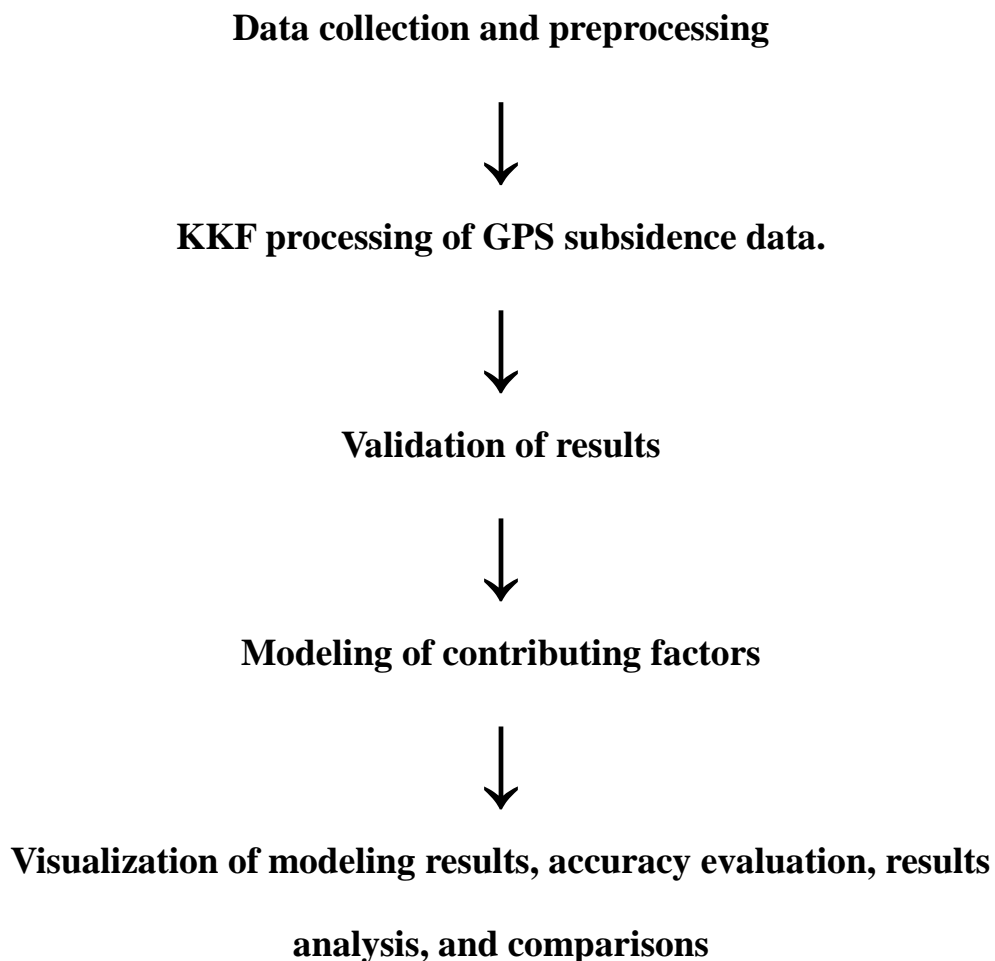 Data collection and preprocessing
KKF processing of GPS subsidence data.
Validation of results
Modeling of contributing factors
Visualization of modeling results, accuracy evaluation, results
analysis, and comparisons